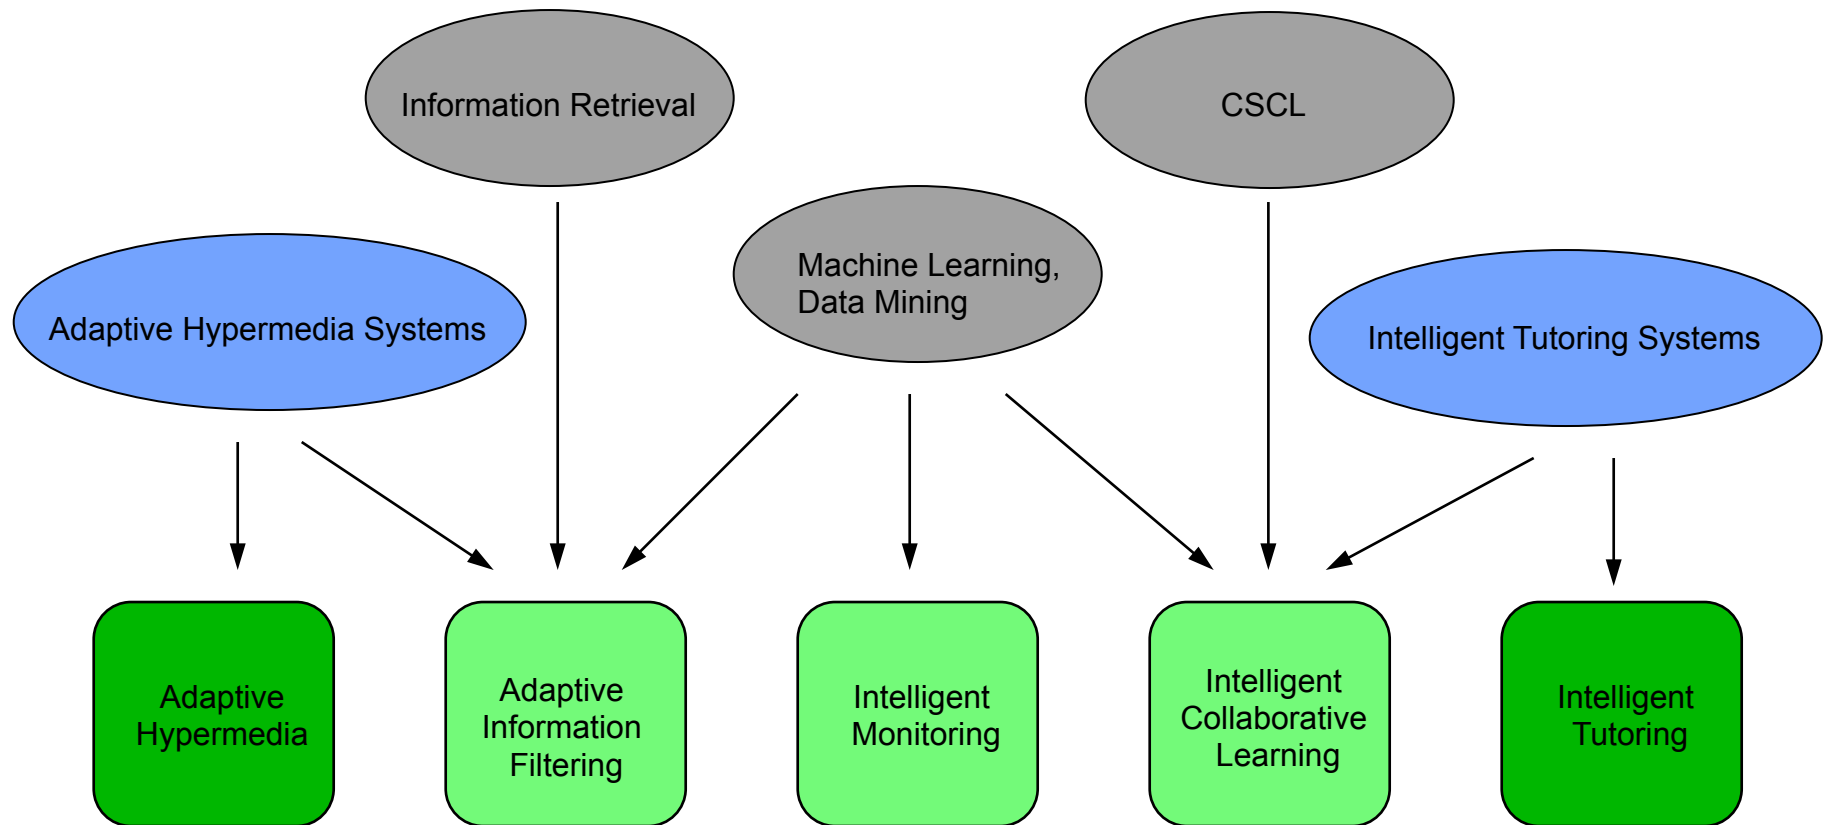 Information Retrieval
CSCL
Machine Learning,
Data Mining
Adaptive Hypermedia Systems
Intelligent Tutoring Systems
Adaptive
Hypermedia
Adaptive
Information
Filtering
Intelligent
Monitoring
Intelligent
Collaborative
Learning
Intelligent
Tutoring